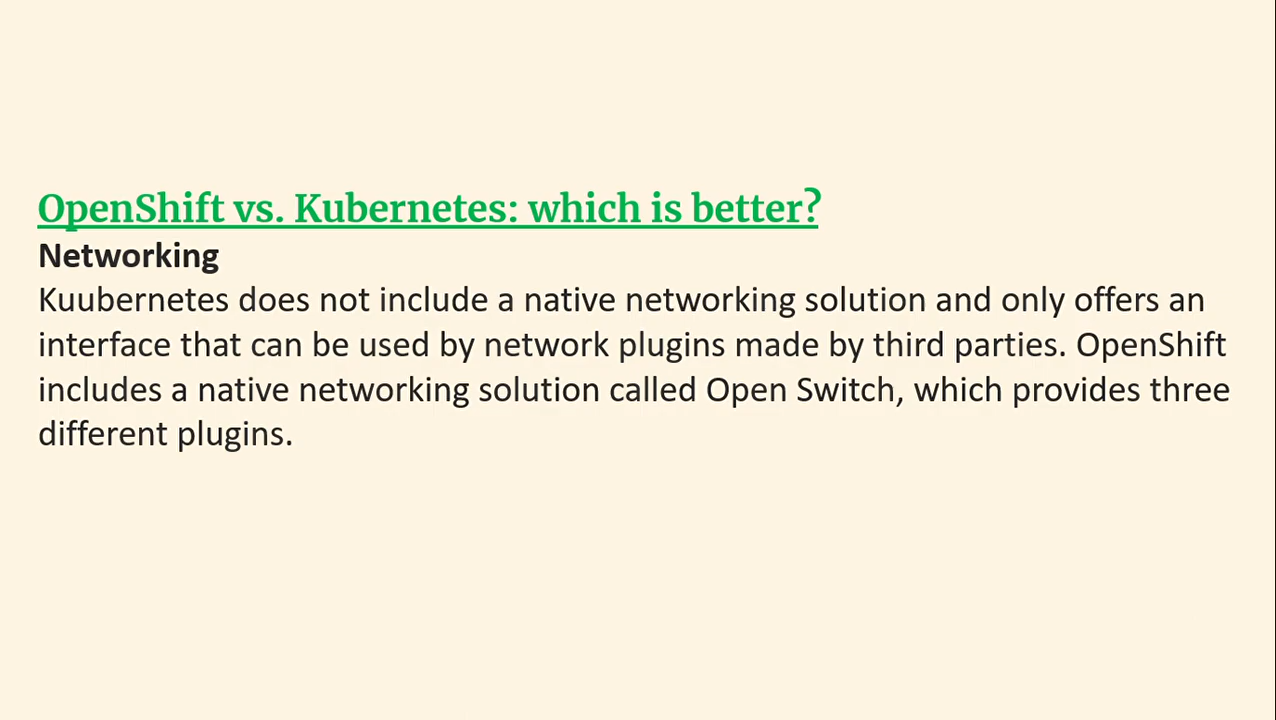 OpenShift vs. Kubernetes: which is better?
Networking
Kuubernetes does not include a native networking solution and only offers an
interface that can be used by network plugins made by third parties. OpenShift
includes a native networking solution called Open Switch, which provides three
different plugins.